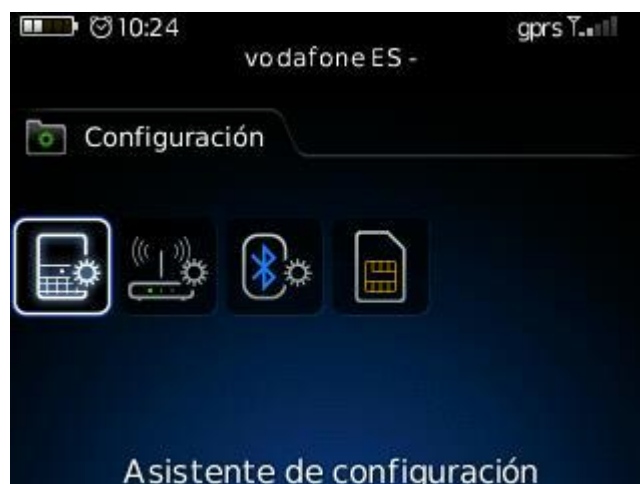 10:24
gprs
vodafone ES -
Configuración
Asistente de configuración